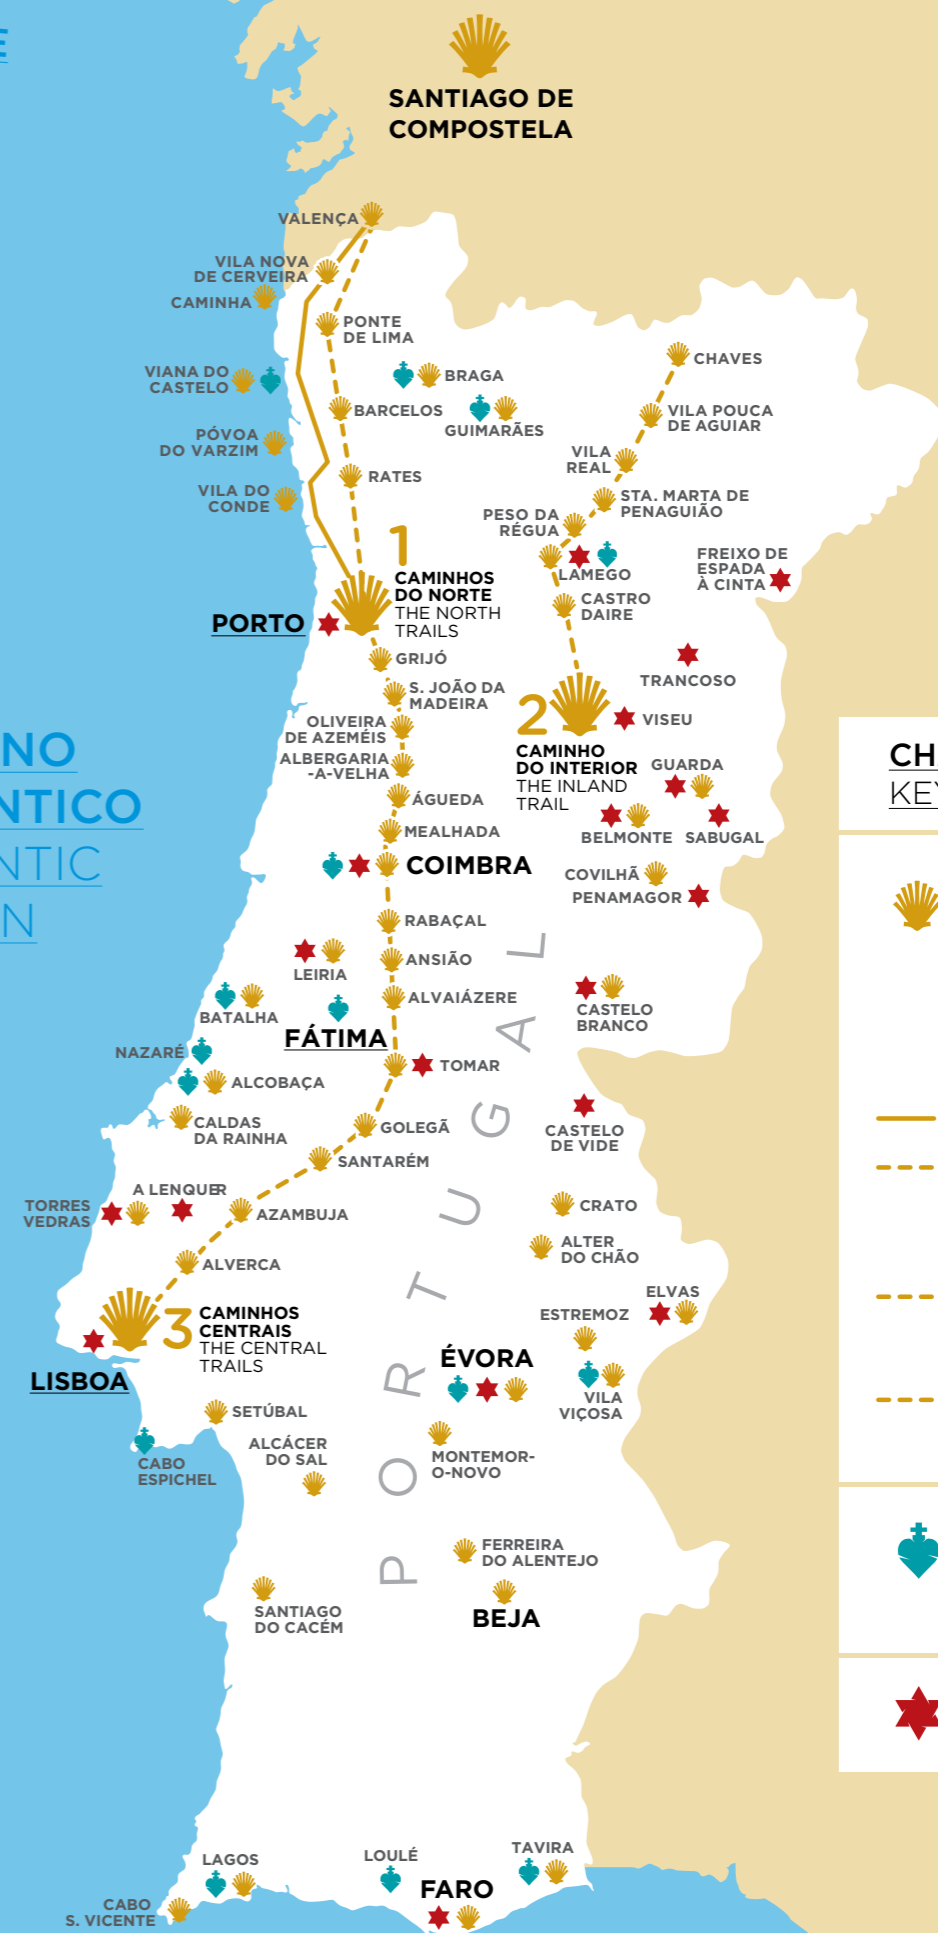 E
SANTIAGO DE
COMPOSTELA
VALENÇA
VILA NOVA
DE CERVEIRA
CAMINHA
PONTE
DE LIMA
VIANA DO
CASTELO
BRAGA
CHAVES
BARCELOS
GUIMARÃES
VILA POUCA
DE AGUIAR
PÓVOA
DO VARZIM
VILA
REAL
RATES
VILA DO
CONDE
STA. MARTA DE
PENAGUIÃO
PESO DA
RÉGUA
1
CAMINHOS
DO NORTE
THE NORTH
TRAILS
LAMEGO
FREIXO DE
ESPADA
À CINTA
CASTRO
DAIRE
PORTO
GRIJÓ
TRANCOSO
S. JOÃO DA
MADEIRA
2
VISEU
OLIVEIRA
DE AZEMÉIS
CAMINHO
DO INTERIOR
THE INLAND
TRAIL
ALBERGARIA
-A-VELHA
GUARDA
NO
NTICO
NTIC
N
CH
KEY
ÁGUEDA
MEALHADA
BELMONTE
SABUGAL
COIMBRA
COVILHÃ
PENAMAGOR
RABAÇAL
ANSIÃO
LEIRIA
ALVAIÁZERE
BATALHA
CASTELO
BRANCO
FÁTIMA
NAZARÉ
TOMAR
ALCOBAÇA
CALDAS
DA RAINHA
GOLEGÃ
CASTELO
DE VIDE
SANTARÉM
A LENQUER
TORRES
VEDRAS
AZAMBUJA
CRATO
ALTER
DO CHÃO
ALVERCA
PORTUGAL
ELVAS
3
CAMINHOS
CENTRAIS
THE CENTRAL
TRAILS
ESTREMOZ
LISBOA
ÉVORA
VILA
VIÇOSA
SETÚBAL
ALCÁCER
DO SAL
CABO
ESPICHEL
MONTEMOR-
O-NOVO
FERREIRA
DO ALENTEJO
SANTIAGO
DO CACÉM
BEJA
LAGOS
LOULÉ
TAVIRA
FARO
CABO
S. VICENTE